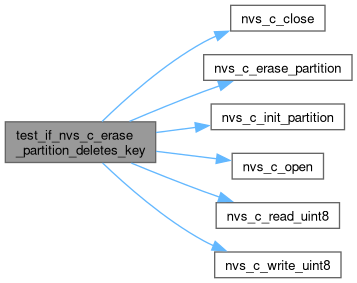 nvs_c_close
nvs_c_erase_partition
nvs_c_init_partition
test_if_nvs_c_erase
_partition_deletes_key
nvs_c_open
nvs_c_read_uint8
nvs_c_write_uint8